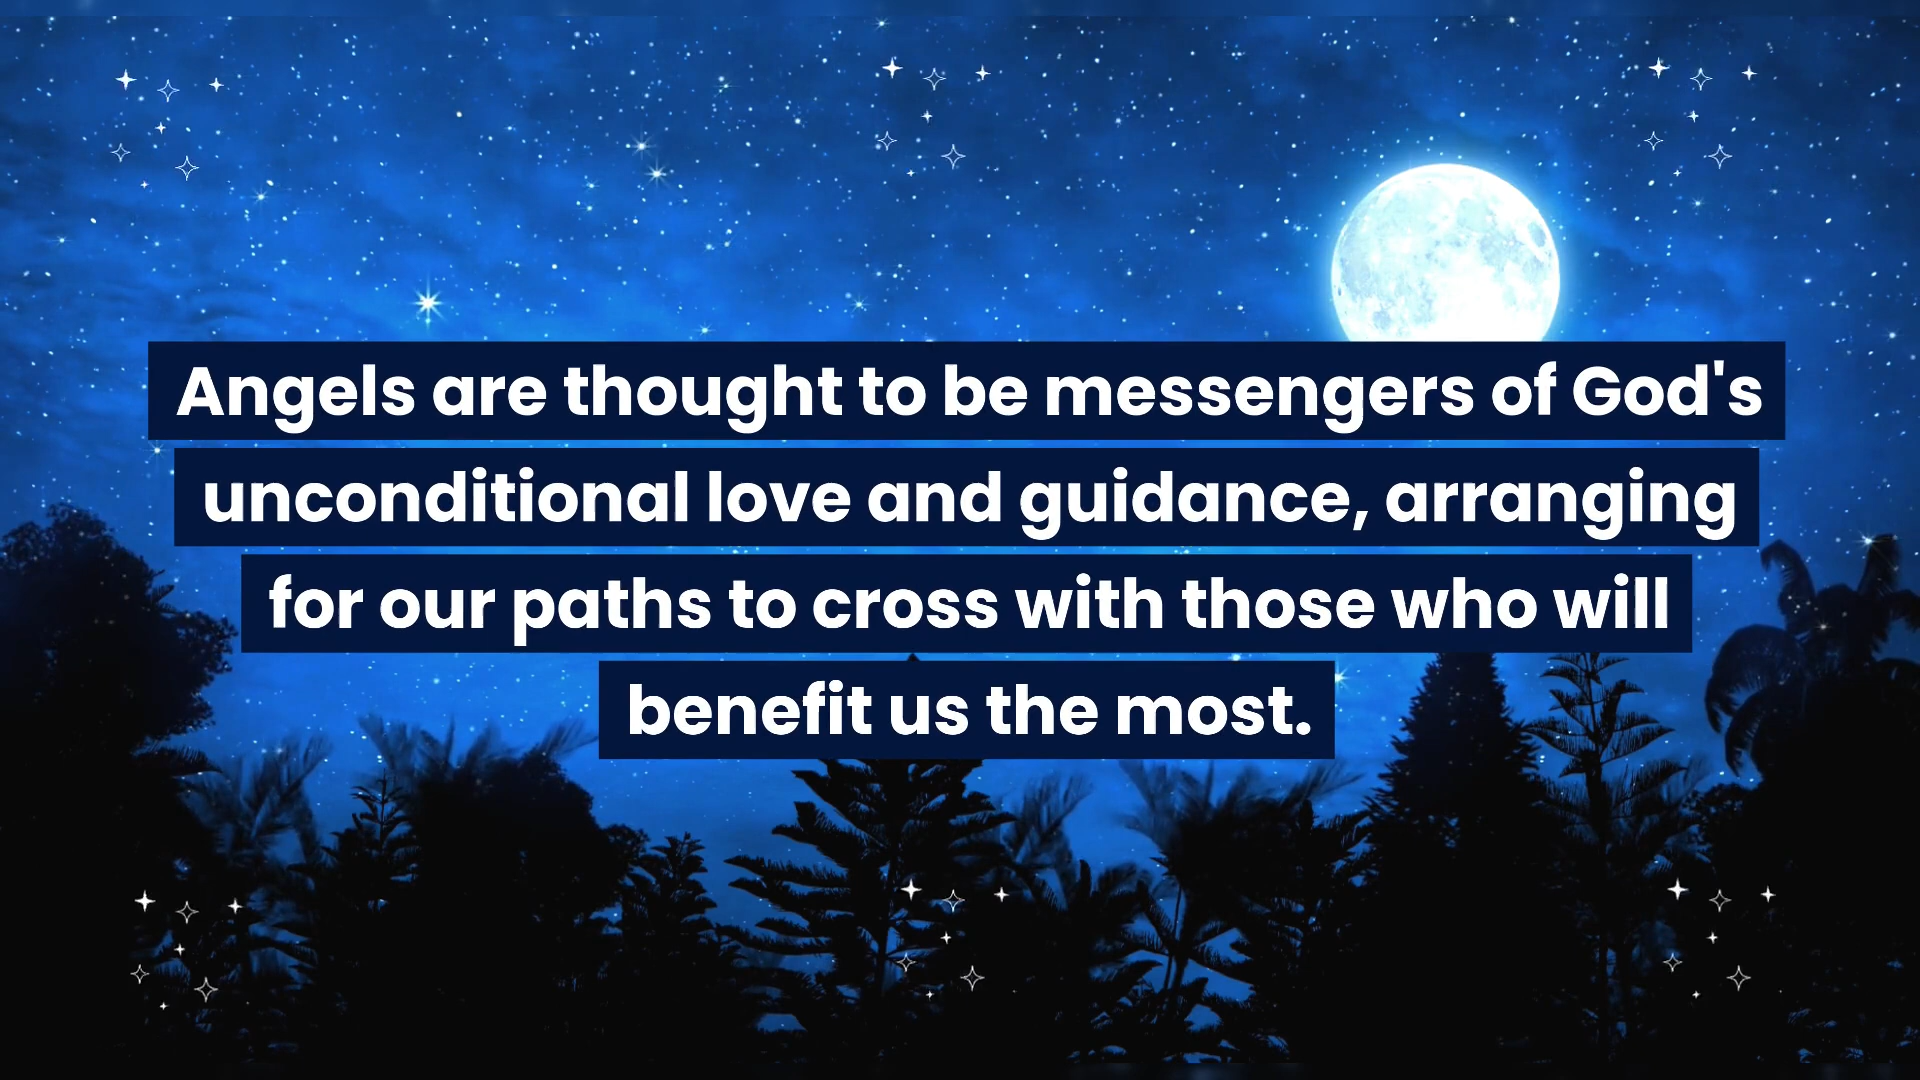 Angels are thought to be messengers of God's
unconditional love and guidance, arranging
for our paths to cross with those who will
benefit us the most.